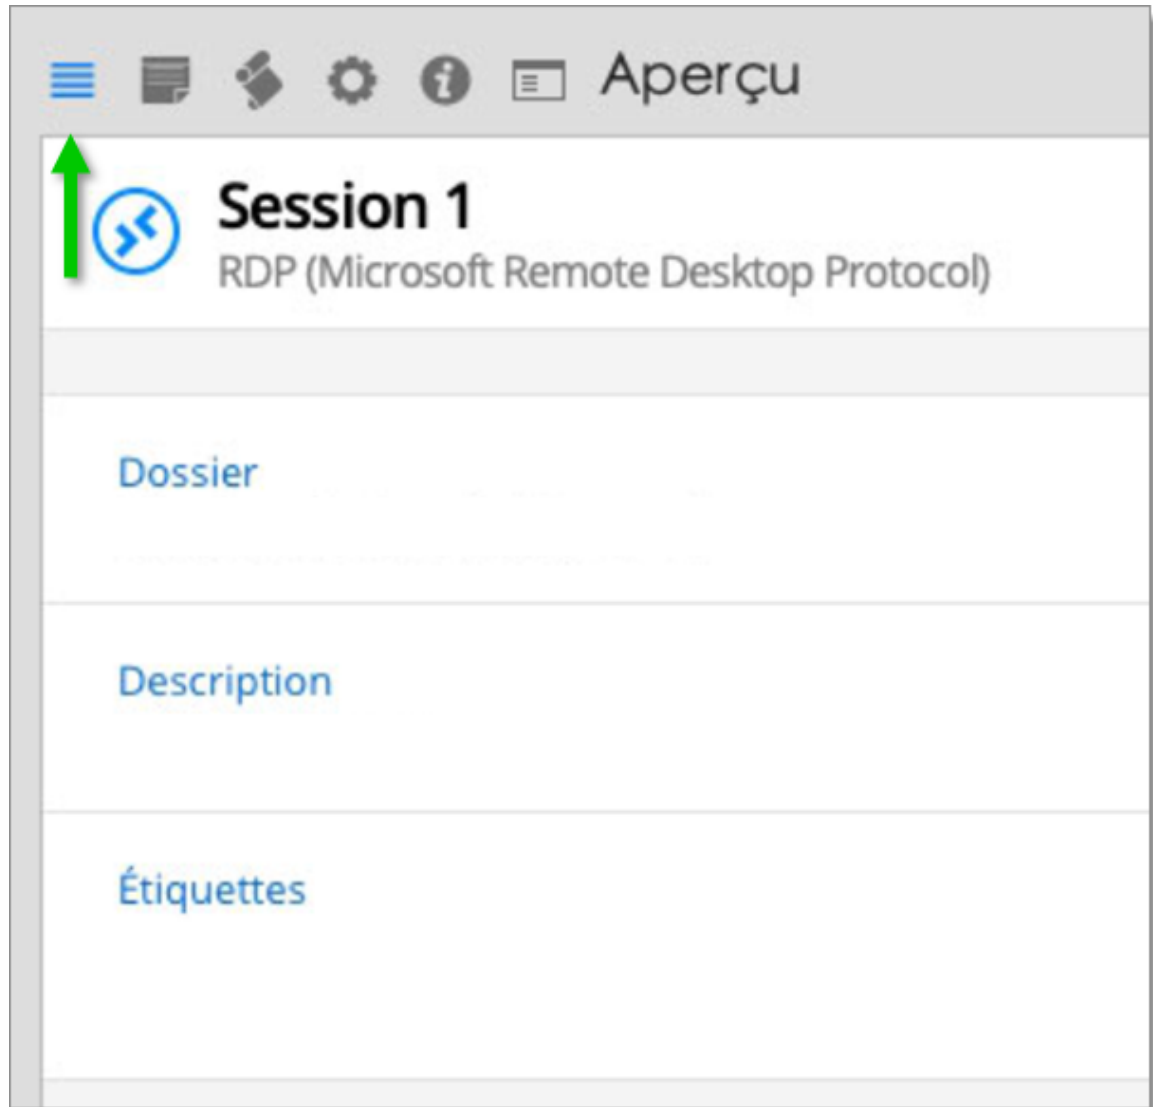 Aperçu
Session 1
RDP (Microsoft Remote Desktop Protocol)
Dossier
Description
Étiquettes